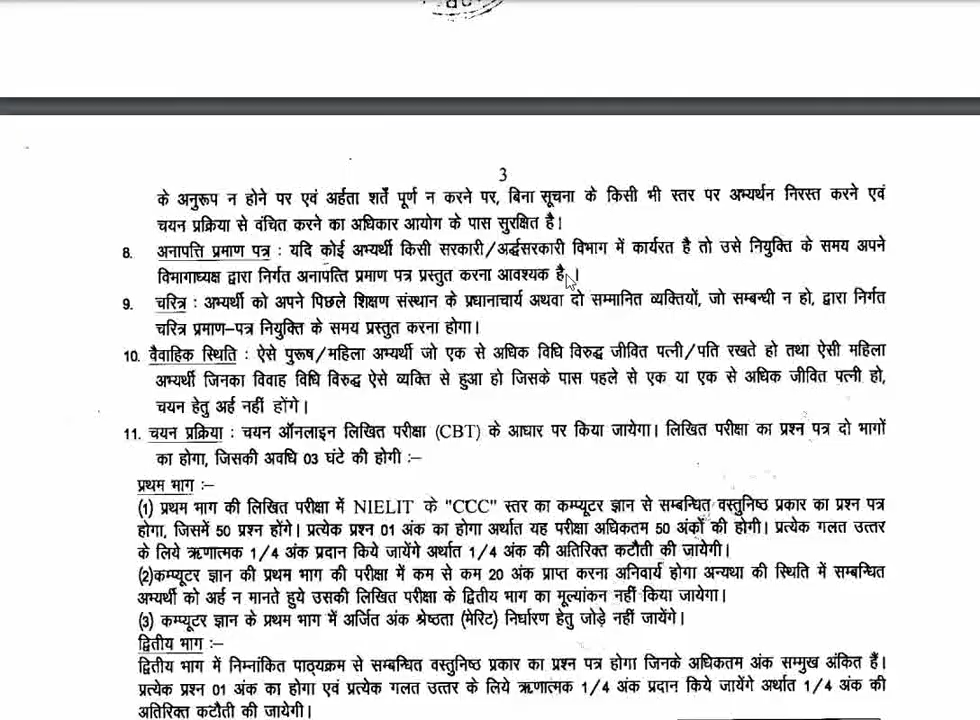 3
के अनुरूप न होने पर एवं अर्हता शर्तें पूर्ण न करने पर, बिना सूचना के किसी भी स्तर पर अभ्यर्थन निरस्त करने एवं
चयन प्रक्रिया से वंचित करने का अधिकार आयोग के पास सुरक्षित है।
8. अनापत्ति प्रमाण पत्र : यदि कोई अभ्यर्थी किसी सरकारी/अर्द्धसरकारी विभाग में कार्यरत है तो उसे नियुक्ति के समय अपने
विभागाध्यक्ष द्वारा निर्गत अनापत्ति प्रमाण पत्र प्रस्तुत करना आवश्यक है।
9. चरित्र : अभ्यर्थी को अपने पिछले शिक्षण संस्थान के प्रधानाचार्य अथवा दो सम्मानित व्यक्तियों, जो सम्बन्धी न हो, द्वारा निर्गत
चरित्र प्रमाण-पत्र नियुक्ति के समय प्रस्तुत करना होगा।
10. वैवाहिक स्थिति : ऐसे पुरूष/महिला अभ्यर्थी जो एक से अधिक विधि विरुद्ध जीवित पत्नी/पति रखते हो तथा ऐसी महिला
अभ्यर्थी जिनका विवाह विधि विरुद्ध ऐसे व्यक्ति से हुआ हो जिसके पास पहले से एक या एक से अधिक जीवित पत्नी हो,
चयन हेतु अर्ह नहीं होंगे।
11. चयन प्रक्रिया : चयन ऑनलाइन लिखित परीक्षा (CBT) के आधार पर किया जायेगा। लिखित परीक्षा का प्रश्न पत्र दो भागों
का होगा, जिसकी अवधि 03 घंटे की होगी :–
प्रथम भाग :–
(1) प्रथम भाग की लिखित परीक्षा में NIELIT के "CCC" स्तर का कम्प्यूटर ज्ञान से सम्बन्धित वस्तुनिष्ठ प्रकार का प्रश्न पत्र
होगा, जिसमें 50 प्रश्न होंगे। प्रत्येक प्रश्न 01 अंक का होगा अर्थात यह परीक्षा अधिकतम 50 अंकों की होगी। प्रत्येक गलत उत्तर
के लिये ऋणात्मक 1/4 अंक प्रदान किये जायेंगे अर्थात 1/4 अंक की अतिरिक्त कटौती की जायेगी।
(2)कम्प्यूटर ज्ञान की प्रथम भाग की परीक्षा में कम से कम 20 अंक प्राप्त करना अनिवार्य होगा अन्यथा की स्थिति में सम्बन्धित
अभ्यर्थी को अर्ह न मानते हुये उसकी लिखित परीक्षा के द्वितीय भाग का मूल्यांकन नहीं किया जायेगा।
(3) कम्प्यूटर ज्ञान के प्रथम भाग में अर्जित अंक श्रेष्ठता (मेरिट) निर्धारण हेतु जोड़े नहीं जायेंगे।
द्वितीय भाग :–
द्वितीय भाग में निम्नांकित पाठ्यक्रम से सम्बन्धित वस्तुनिष्ठ प्रकार का प्रश्न पत्र होगा जिनके अधिकतम अंक सम्मुख अंकित हैं।
प्रत्येक प्रश्न 01 अंक का होगा एवं प्रत्येक गलत उत्तर के लिये ऋणात्मक 1/4 अंक प्रदान किये जायेंगे अर्थात 1/4 अंक की
अतिरिक्त कटौती की जायेगी।